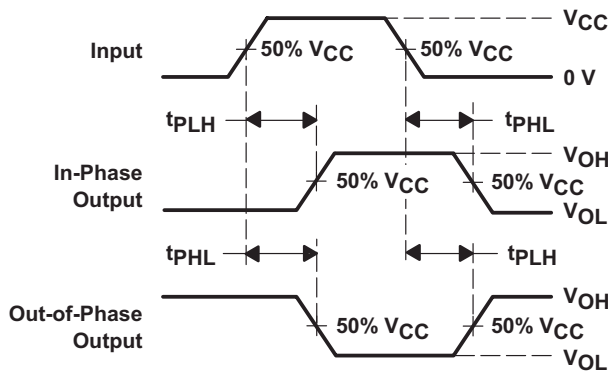 Input
50% VCC
50% VCC
VCC
0 V
tPLH
tPHL
In-Phase
Output
50% VCC
50% VCC
VOH
VOL
tPHL
tPLH
Out-of-Phase
Output
50% VCC
50% VCC
VOH
VOL